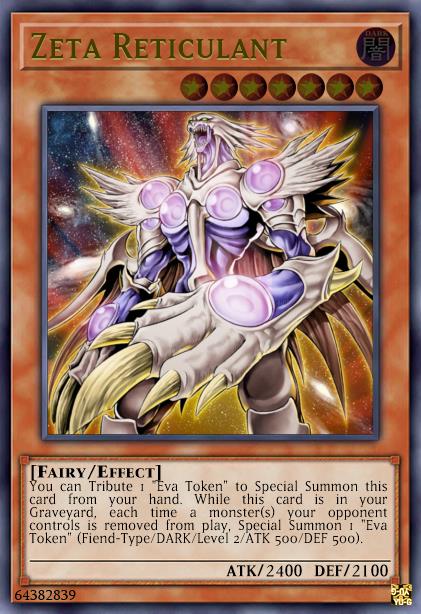 Zeta Reticulant
DARK
闇
[Fairy/Effect]
You can Tribute 1 "Eva Token" to Special Summon this
card from your hand. While this card is in your
Graveyard, each time a monster(s) your opponent
controls is removed from play, Special Summon 1 "Eva
Token" (Fiend-Type/DARK/Level 2/ATK 500/DEF 500).
ATK/2400 DEF/2100
64382839